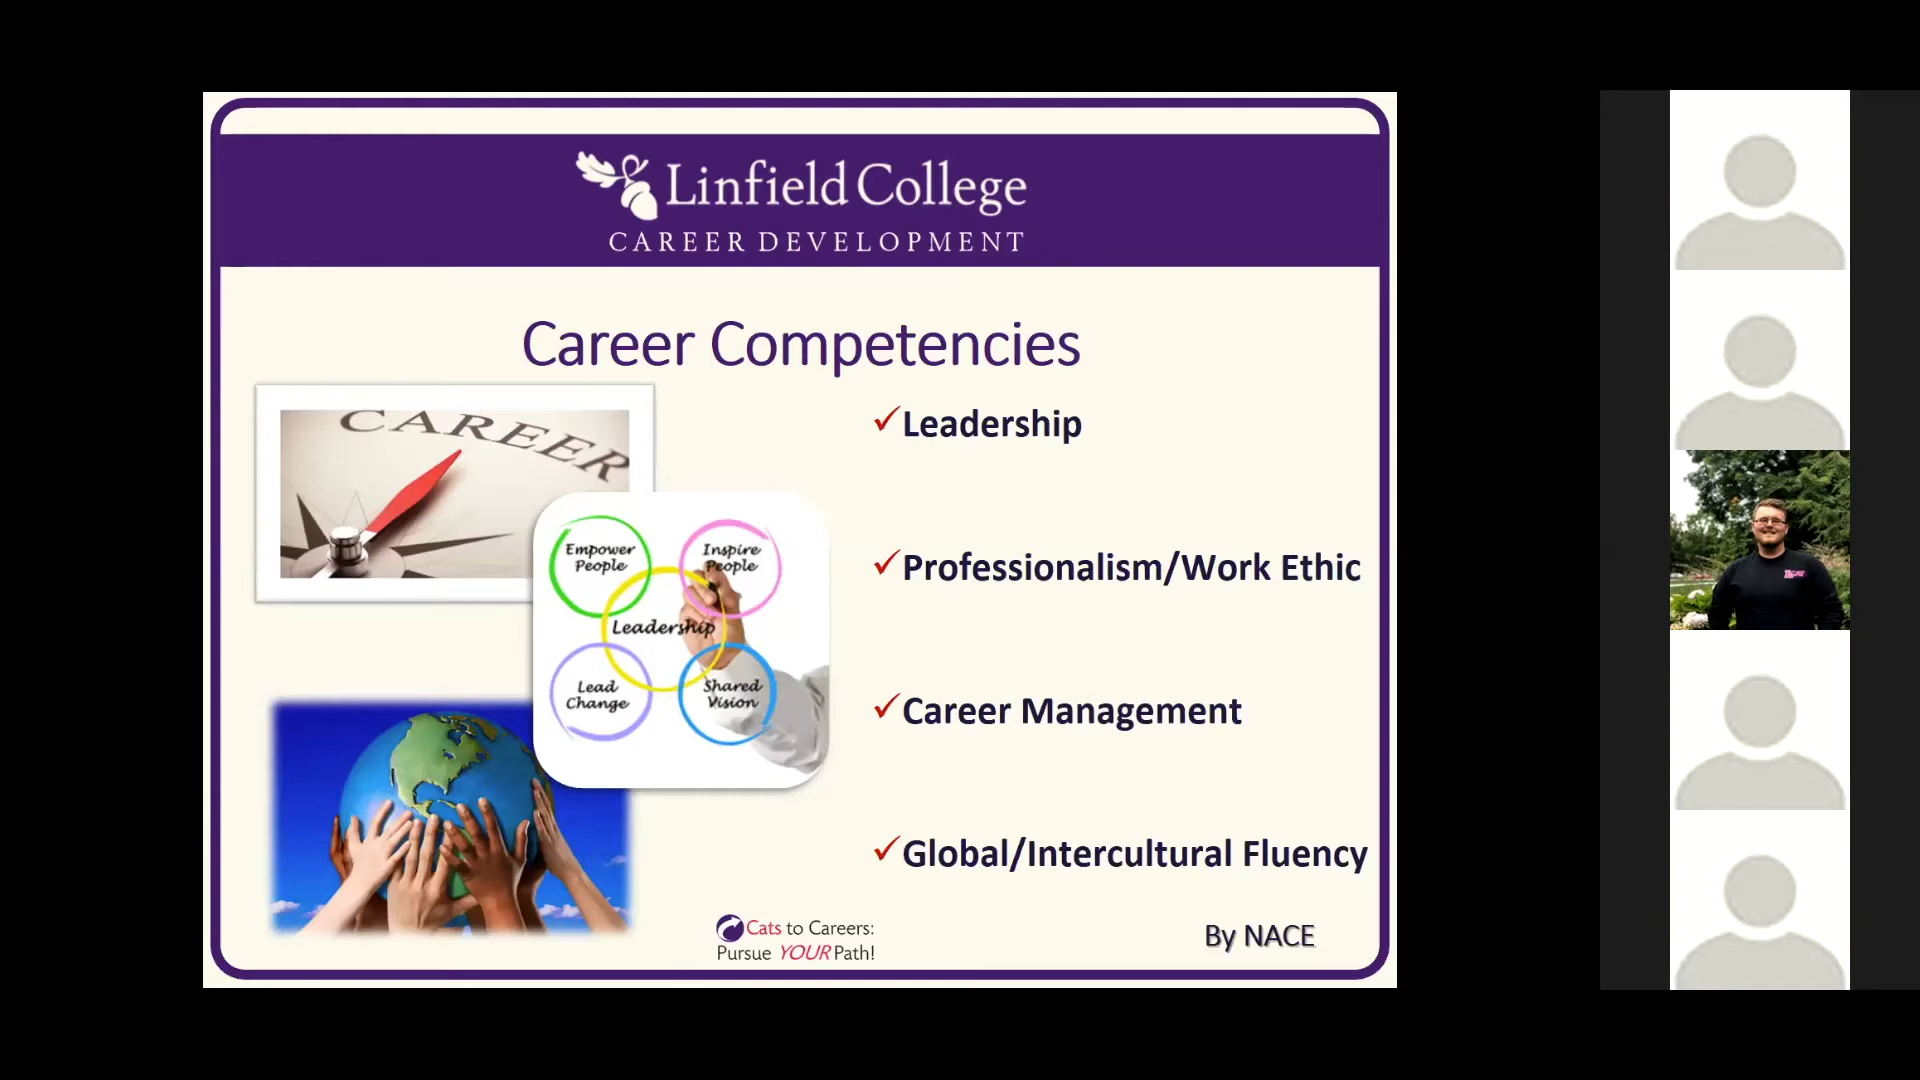 Linfield College
CAREER DEVELOPMENT
Career Competencies
CAREER
Empower
People
Inspire
People
Leadership
Lead
Change
Shared
Vision
✓Leadership
✓Professionalism/Work Ethic
✓Career Management
✓Global/Intercultural Fluency
Cats to Careers:
Pursue YOUR Path!
By NACE